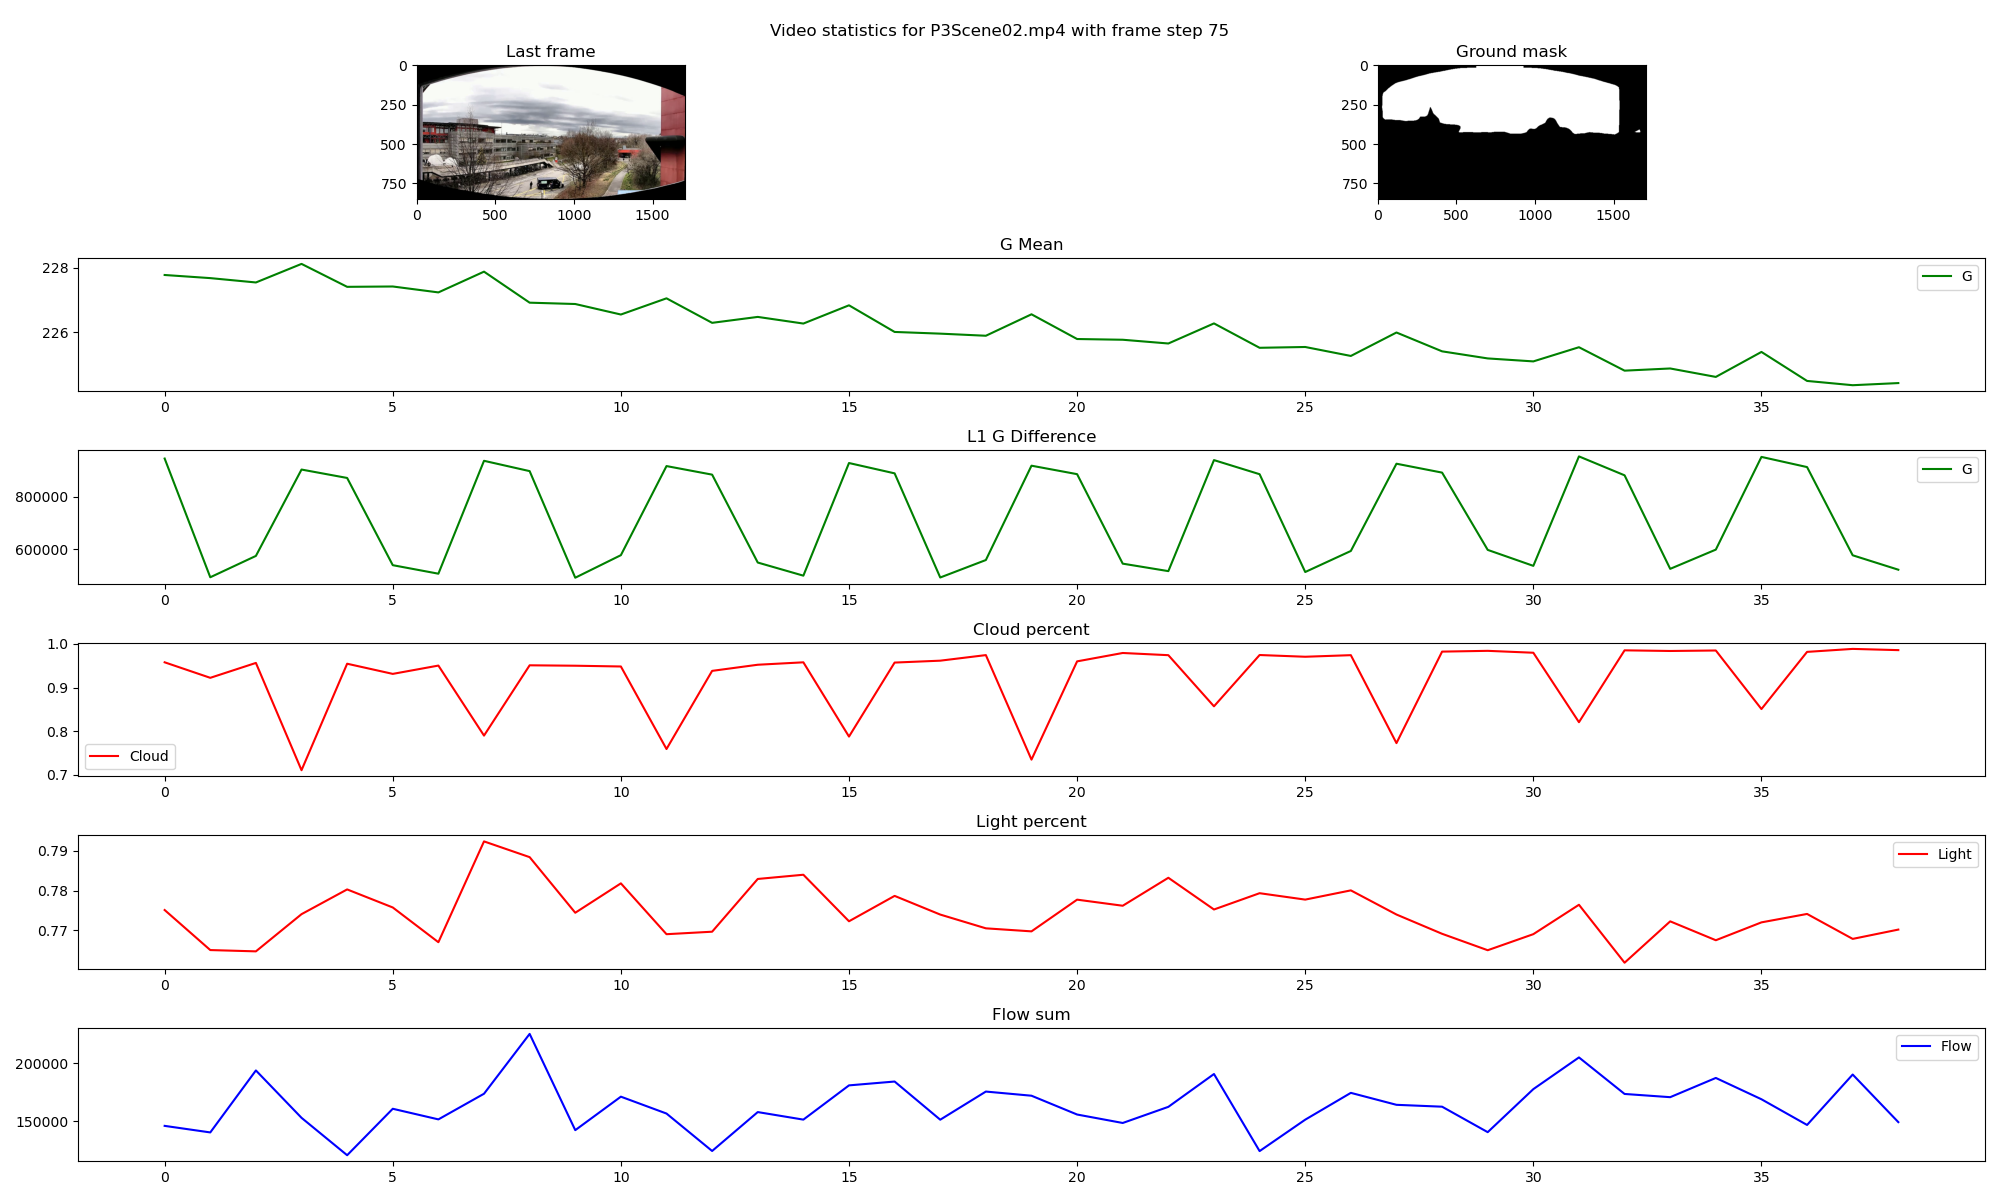 Video statistics for P3Scene02.mp4 with frame step 75
Last frame
0
250
500
750
0 500 1000 1500
Ground mask
0
250
500
750
0 500 1000 1500
G Mean
228
226
G
0 5 10 15 20 25 30 35
L1 G Difference
800000
600000
G
0 5 10 15 20 25 30 35
Cloud percent
1.0
0.9
0.8
0.7
Cloud
0 5 10 15 20 25 30 35
Light percent
0.79
0.78
0.77
Light
0 5 10 15 20 25 30 35
Flow sum
200000
150000
Flow
0 5 10 15 20 25 30 35